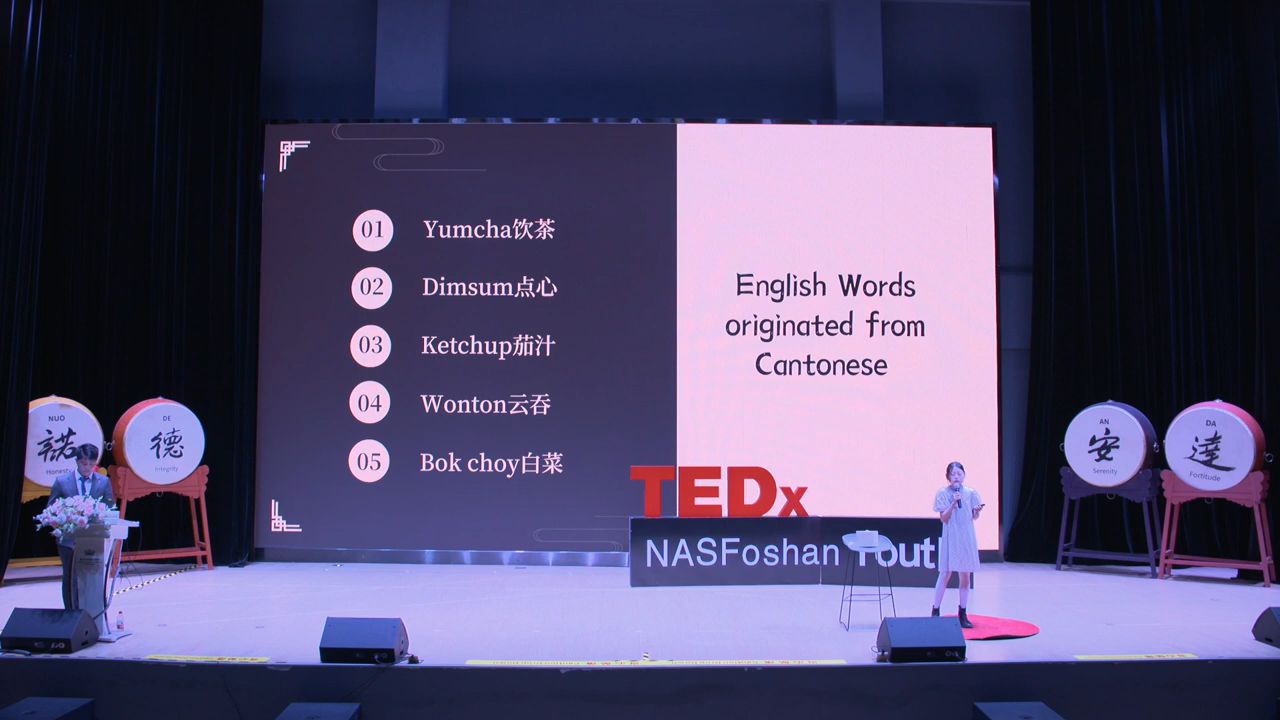 01 Yumcha饮茶
02 Dimsum点心
03 Ketchup茄汁
04 Wonton云吞
05 Bok choy白菜
English Words
originated from
Cantonese
NUO
諾
DE
德
Integrity
AN
安
Serenity
DA
達
Fortitude
TEDx
NASFoshan Yout